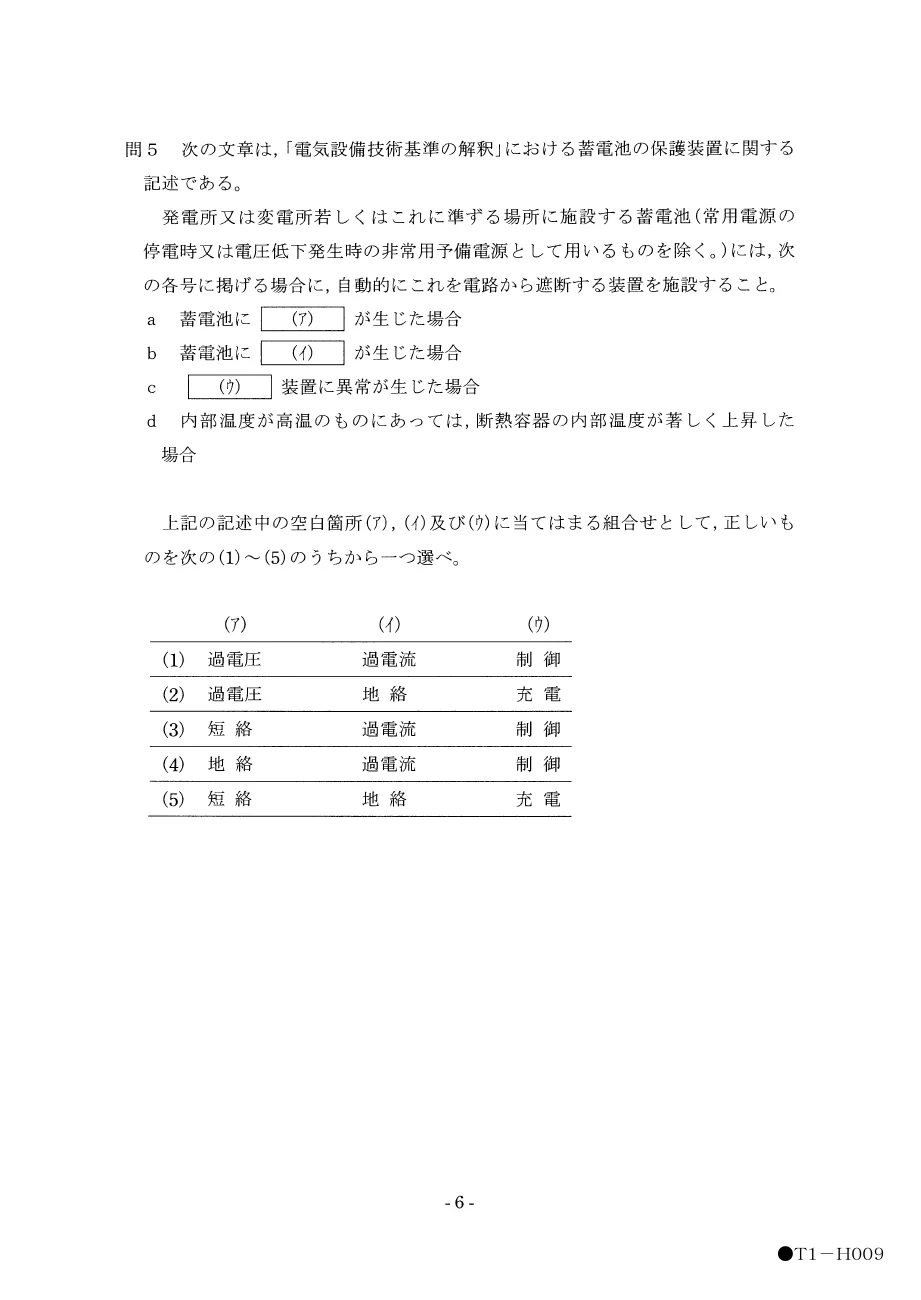 問5 次の文章は，「電気設備技術基準の解釈」における蓄電池の保護装置に関する
記述である。
発電所又は変電所若しくはこれに準ずる場所に施設する蓄電池（常用電源の
停電時又は電圧低下発生時の非常用予備電源として用いるものを除く。）には，次
の各号に掲げる場合に，自動的にこれを電路から遮断する装置を施設すること。
a 蓄電池に (ア) が生じた場合
b 蓄電池に (イ) が生じた場合
c (ウ) 装置に異常が生じた場合
d 内部温度が高温のものにあっては，断熱容器の内部温度が著しく上昇した
場合
上記の記述中の空白箇所(ア)，(イ)及び(ウ)に当てはまる組合せとして，正しいも
のを次の(1)～(5)のうちから一つ選べ。
(ア) (イ) (ウ)
(1) 過電圧 過電流 制御
(2) 過電圧 地絡 充電
(3) 短絡 過電流 制御
(4) 地絡 過電流 制御
(5) 短絡 地絡 充電
- 6 -
●T1－H009